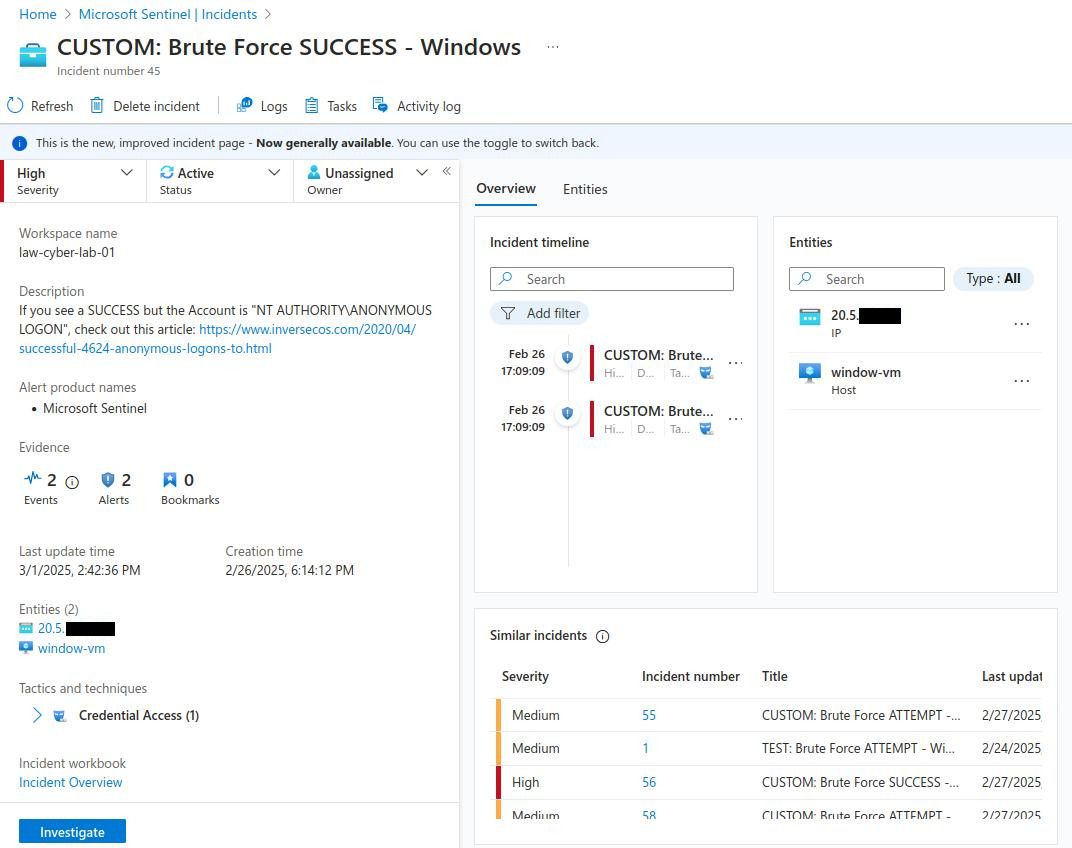 Home > Microsoft Sentinel | Incidents >
CUSTOM: Brute Force SUCCESS - Windows ...
Incident number 45
Refresh Delete incident Logs Tasks Activity log
This is the new, improved incident page - Now generally available. You can use the toggle to switch back.
High
Severity
Active
Status
Unassigned
Owner
«
Workspace name
law-cyber-lab-01
Description
If you see a SUCCESS but the Account is "NT AUTHORITY\ANONYMOUS
LOGON", check out this article: https://www.inversecos.com/2020/04/
successful-4624-anonymous-logons-to.html
Alert product names
• Microsoft Sentinel
Evidence
2
Events
2
Alerts
0
Bookmarks
Last update time
3/1/2025, 2:42:36 PM
Creation time
2/26/2025, 6:14:12 PM
Entities (2)
20.5.
window-vm
Tactics and techniques
Credential Access (1)
Incident workbook
Incident Overview
Investigate
Overview Entities
Incident timeline
Search
Add filter
Feb 26
17:09:09
CUSTOM: Brute... ...
Hi... D... Ta...
Feb 26
17:09:09
CUSTOM: Brute... ...
Hi... D... Ta...
Entities
Search
Type : All
20.5. ...
IP
window-vm ...
Host
Similar incidents
Severity Incident number Title Last updat
Medium 55 CUSTOM: Brute Force ATTEMPT -... 2/27/2025,
Medium 1 TEST: Brute Force ATTEMPT - Wi... 2/24/2025,
High 56 CUSTOM: Brute Force SUCCESS -... 2/27/2025,
Medium 58 CUSTOM: Brute Force ATTEMPT - 2/27/2025,